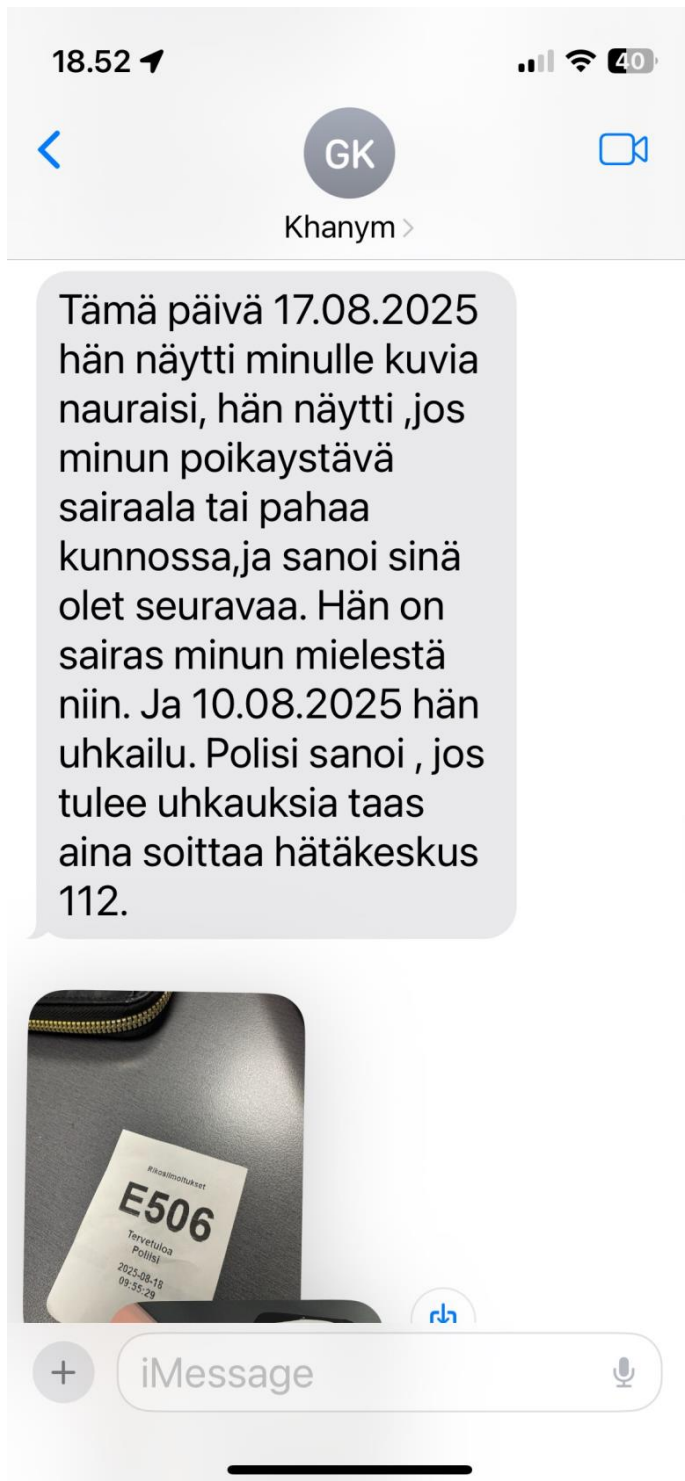 18.52
40
GK
Khanym
Tämä päivä 17.08.2025
hän näytti minulle kuvia
nauraisi, hän näytti ,jos
minun poikaystävä
sairaala tai pahaa
kunnossa,ja sanoi sinä
olet seuravaa. Hän on
sairas minun mielestä
niin. Ja 10.08.2025 hän
uhkailu. Polisi sanoi , jos
tulee uhkauksia taas
aina soittaa hätäkeskus
112.
Rikosilmoitukset
E506
Tervetuloa
Poliisi
2025-08-18
09:55:29
iMessage